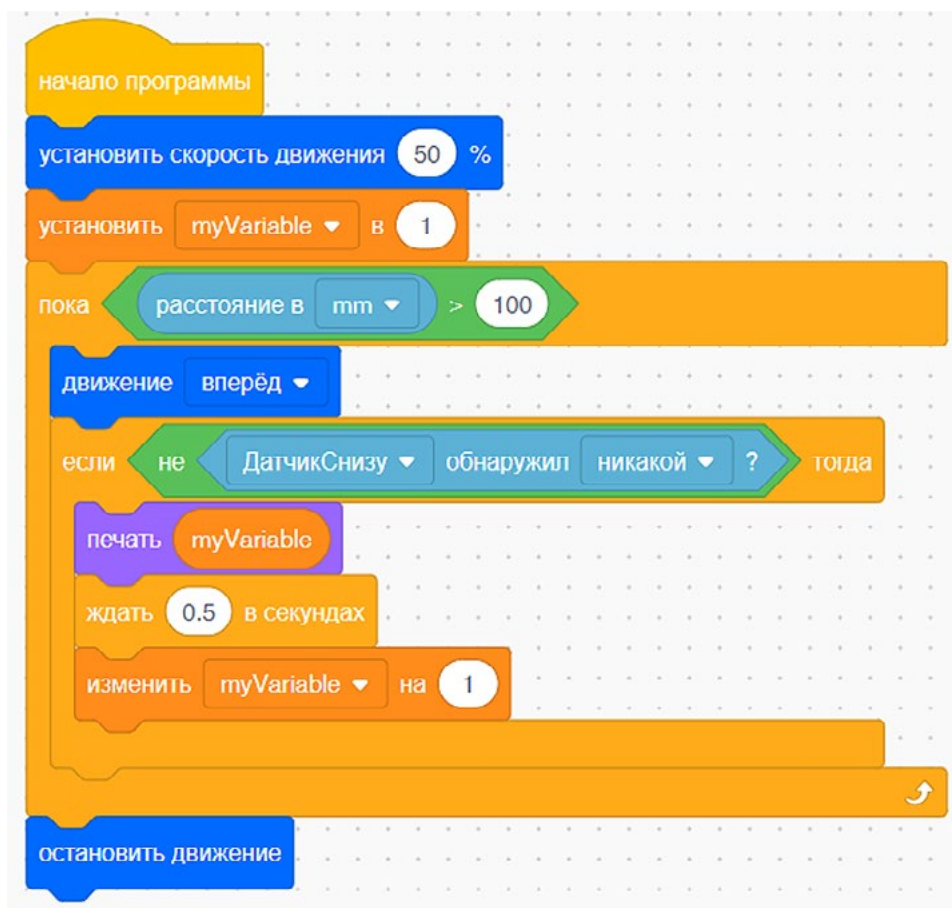 начало программы
установить скорость движения 50 %
установить myVariable в 1
пока расстояние в mm > 100
движение вперёд
если не ДатчикСнизу обнаружил никакой ? тогда
печать myVariable
ждать 0.5 в секундах
изменить myVariable на 1
остановить движение